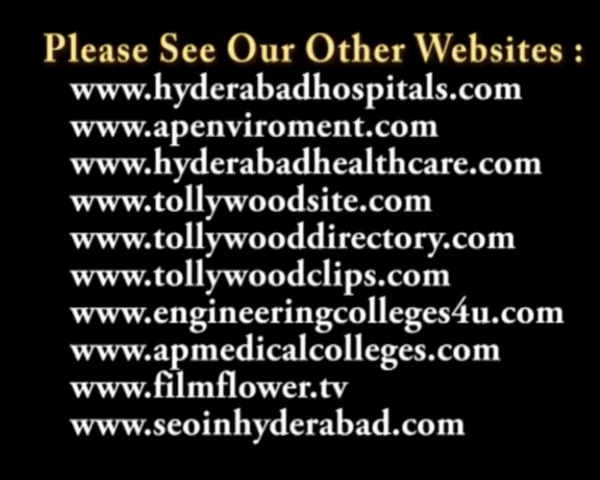 Please See Our Other Websites :
www.hyderabadhospitals.com
www.apenviroment.com
www.hyderabadhealthcare.com
www.tollywoodsite.com
www.tollywooddirectory.com
www.tollywoodclips.com
www.engineeringcolleges4u.com
www.apmedicalcolleges.com
www.filmflower.tv
www.seoinhyderabad.com